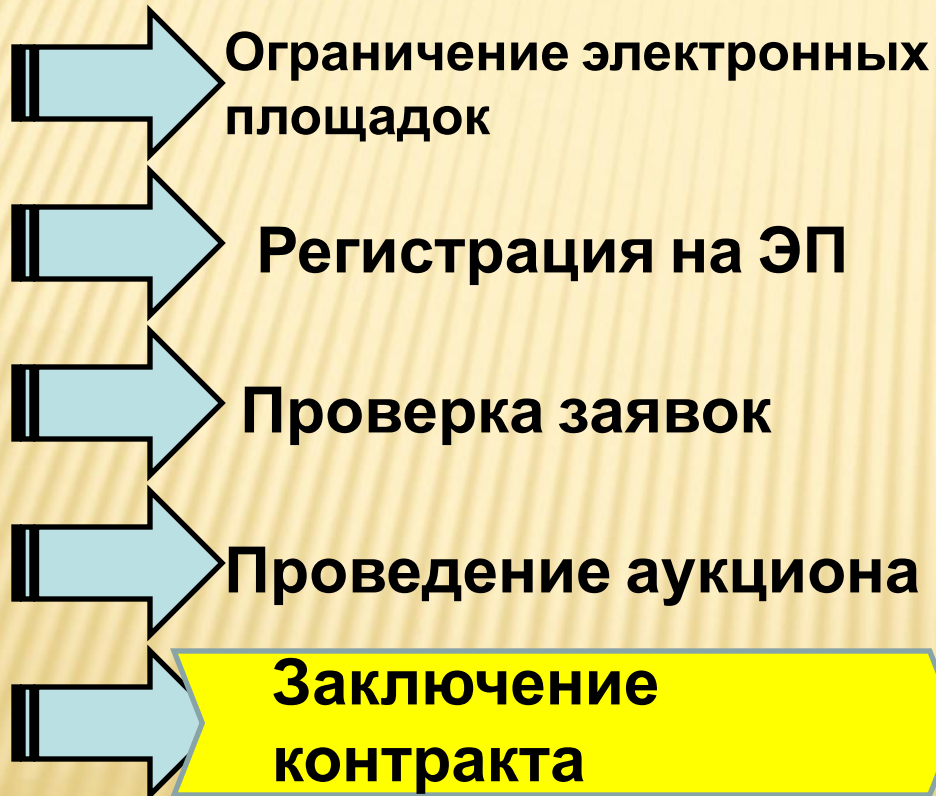 Ограничение электронных
площадок
Регистрация на ЭП
Проверка заявок
Проведение аукциона
Заключение
контракта